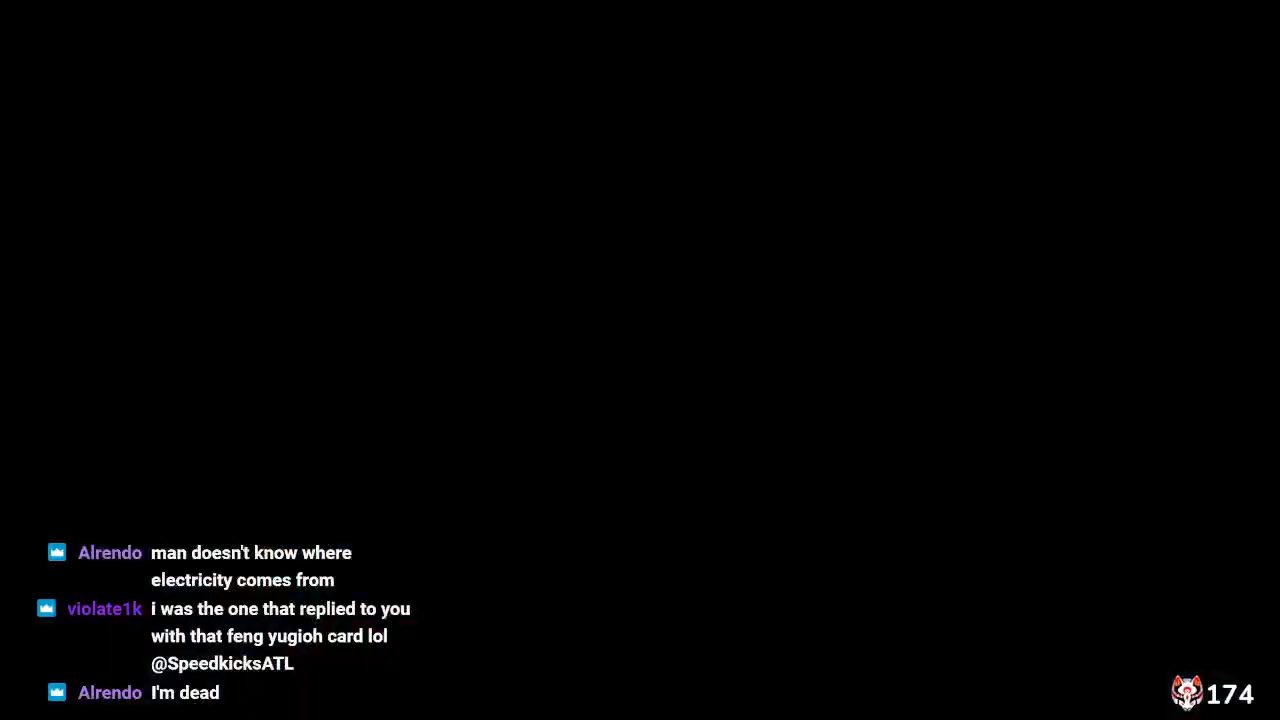 Alrendo man doesn't know where
electricity comes from
violate1k i was the one that replied to you
with that feng yugioh card lol
@SpeedkicksATL
Alrendo I'm dead
174